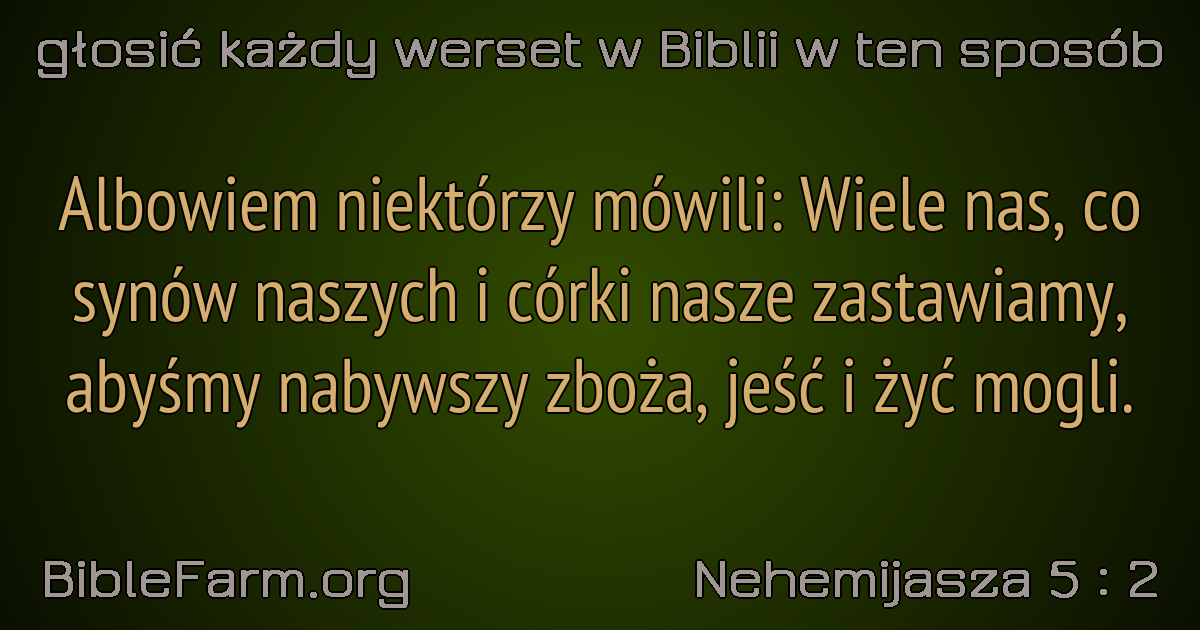 głosić każdy werset w Biblii w ten sposób
Albowiem niektórzy mówili: Wiele nas, co
synów naszych i córki nasze zastawiamy,
abyśmy nabywszy zboża, jeść i żyć mogli.
BibleFarm.org
Nehemijasza 5 : 2